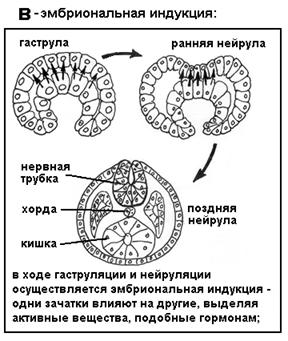 В - эмбриональная индукция:
гаструла
ранняя нейрула
нервная
трубка
хорда
кишка
поздняя
нейрула
в ходе гаструляции и нейруляции
осуществляется эмбриональная индукция -
одни зачатки влияют на другие, выделяя
активные вещества, подобные гормонам;